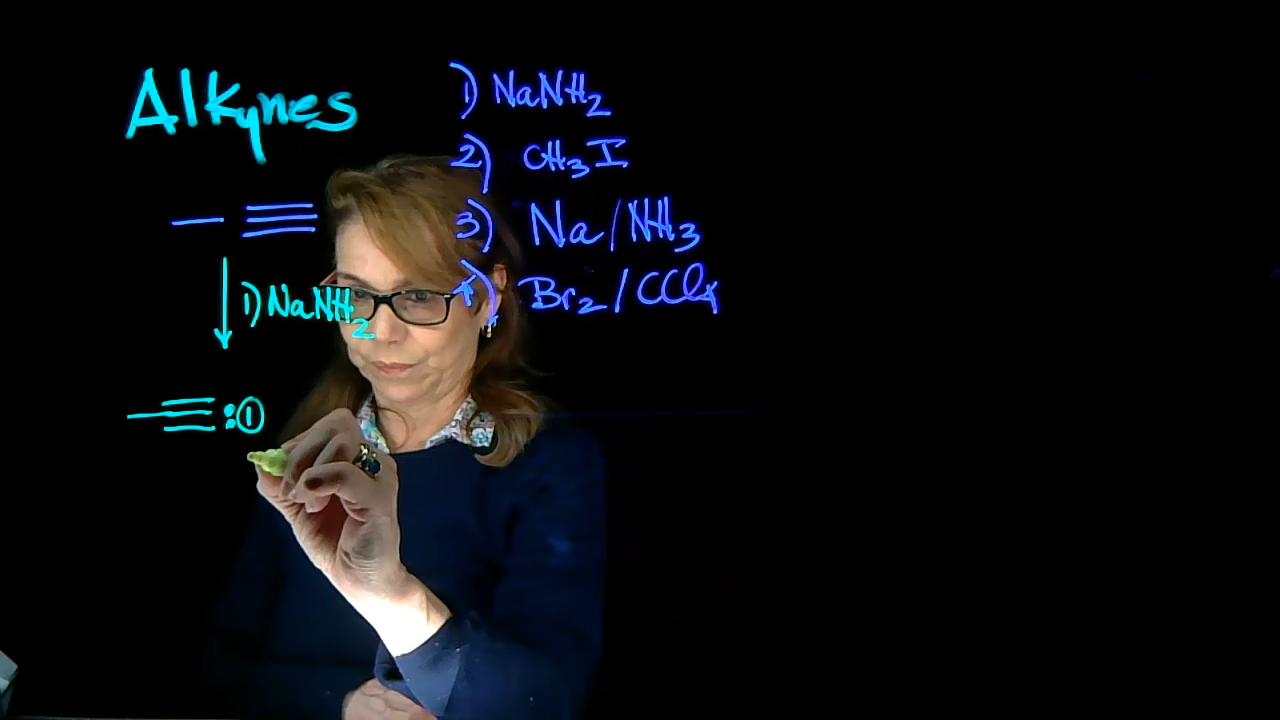 Alkynes
1) NaNH2
2) CH3I
3) Na/NH3
4) Br2/CCl4
1) NaNH2